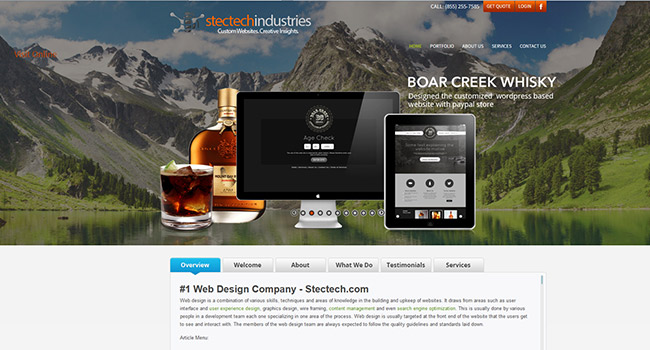 CALL: (855) 255-7585 GET QUOTE LOGIN f
stectechindustries
Custom Websites. Creative Insights.
HOME PORTFOLIO ABOUT US SERVICES CONTACT US
BOAR CREEK WHISKY
Designed the customized wordpress based
website with paypal store
Age Check
Overview Welcome About What We Do Testimonials Services
#1 Web Design Company - Stectech.com
Web design is a combination of various skills, techniques and areas of knowledge in the building and upkeep of websites. It draws from areas such as user
interface and user experience design, graphics design, wire framing, content management and even search engine optimization. This is usually done by various
people in a development team each one specializing in one area of the process. Web design is usually targeted at the front end of the website that the users get
to see and interact with. The members of the web design team are always expected to follow the quality guidelines and standards laid down.
Article Menu: